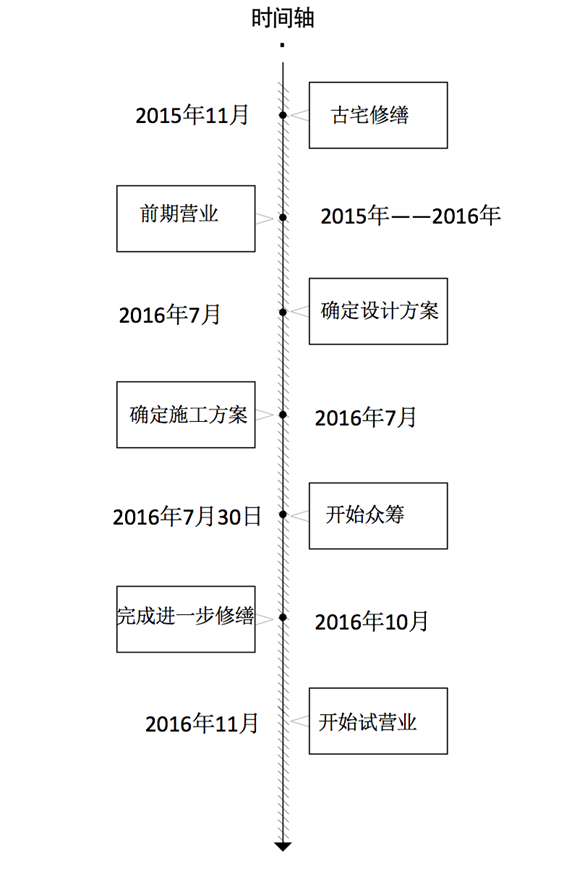 时间轴
2015年11月
古宅修缮
前期营业
2015年——2016年
2016年7月
确定设计方案
确定施工方案
2016年7月
2016年7月30日
开始众筹
完成进一步修缮
2016年10月
2016年11月
开始试营业